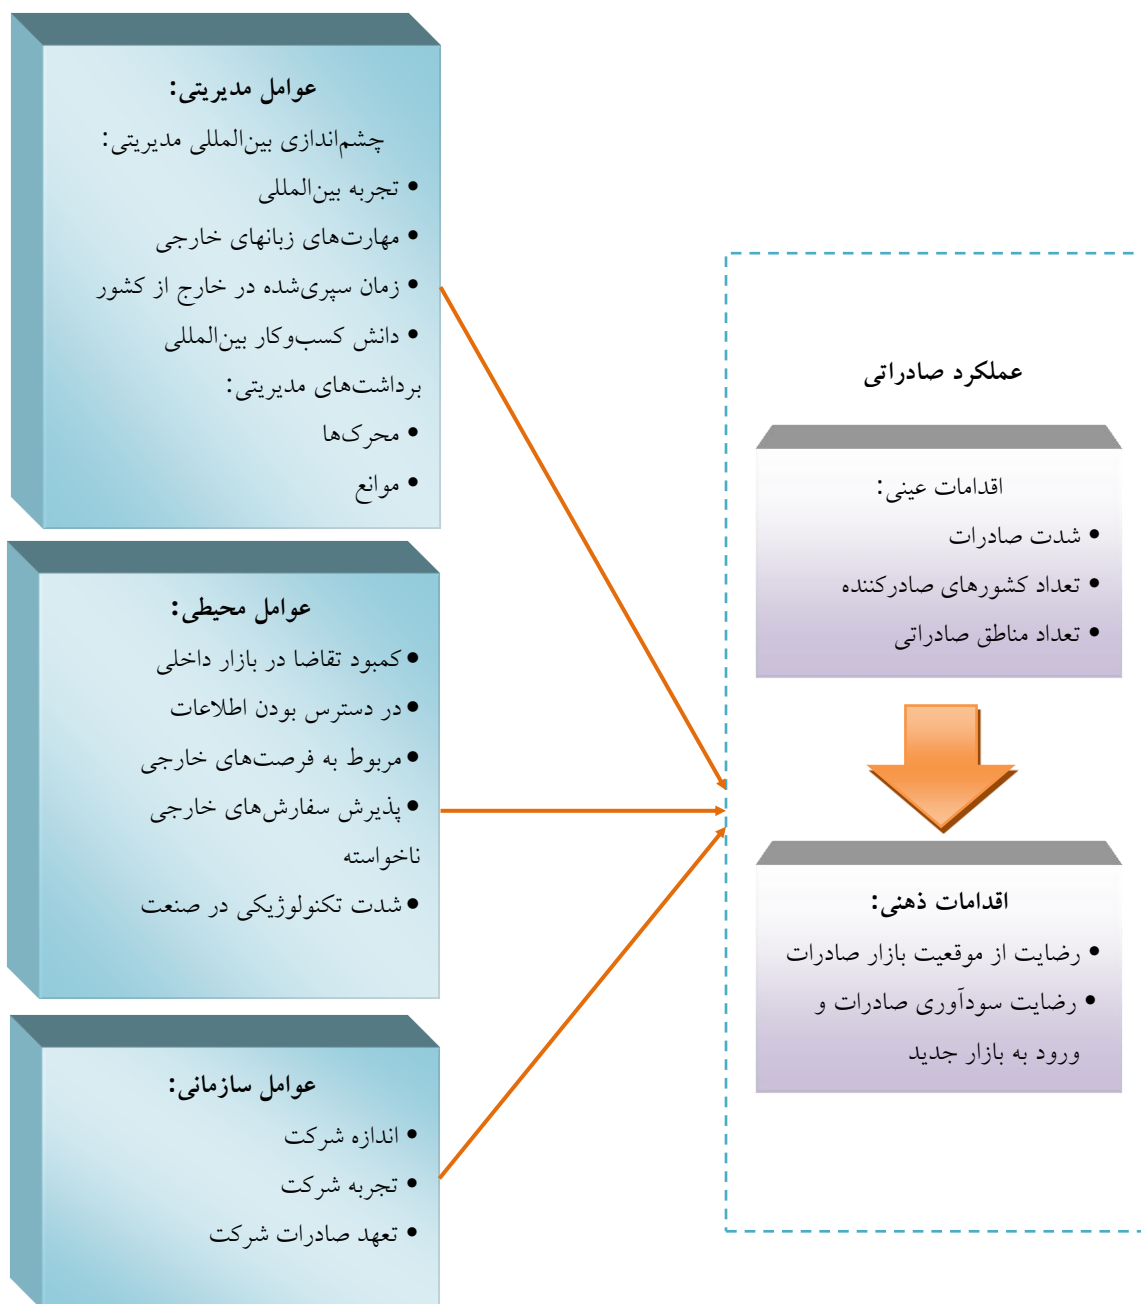 عوامل مدیریتی:
چشم‌اندازی بین‌المللی مدیریتی:
• تجربه بین‌المللی
• مهارت‌های زبانهای خارجی
• زمان سپری‌شده در خارج از کشور
• دانش کسب‌وکار بین‌المللی
برداشت‌های مدیریتی:
• محرک‌ها
• موانع
عوامل محیطی:
• کمبود تقاضا در بازار داخلی
• در دسترس بودن اطلاعات
• مربوط به فرصت‌های خارجی
• پذیرش سفارش‌های خارجی
ناخواسته
• شدت تکنولوژیکی در صنعت
عوامل سازمانی:
• اندازه شرکت
• تجربه شرکت
• تعهد صادرات شرکت
عملکرد صادراتی
اقدامات عینی:
• شدت صادرات
• تعداد کشورهای صادرکننده
• تعداد مناطق صادراتی
اقدامات ذهنی:
• رضایت از موقعیت بازار صادرات
• رضایت سودآوری صادرات و
ورود به بازار جدید